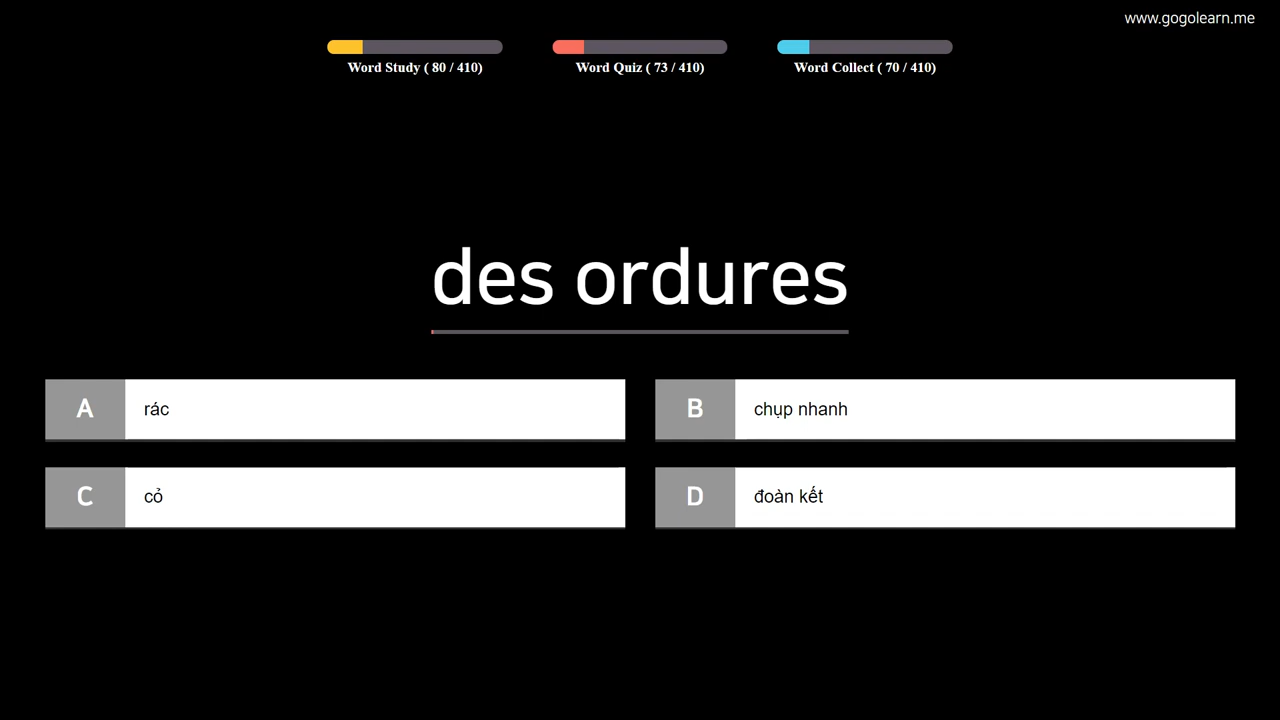 www.gogolearn.me
Word Study ( 80 / 410)
Word Quiz ( 73 / 410)
Word Collect ( 70 / 410)
des ordures
A rác
B chụp nhanh
C cỏ
D đoàn kết